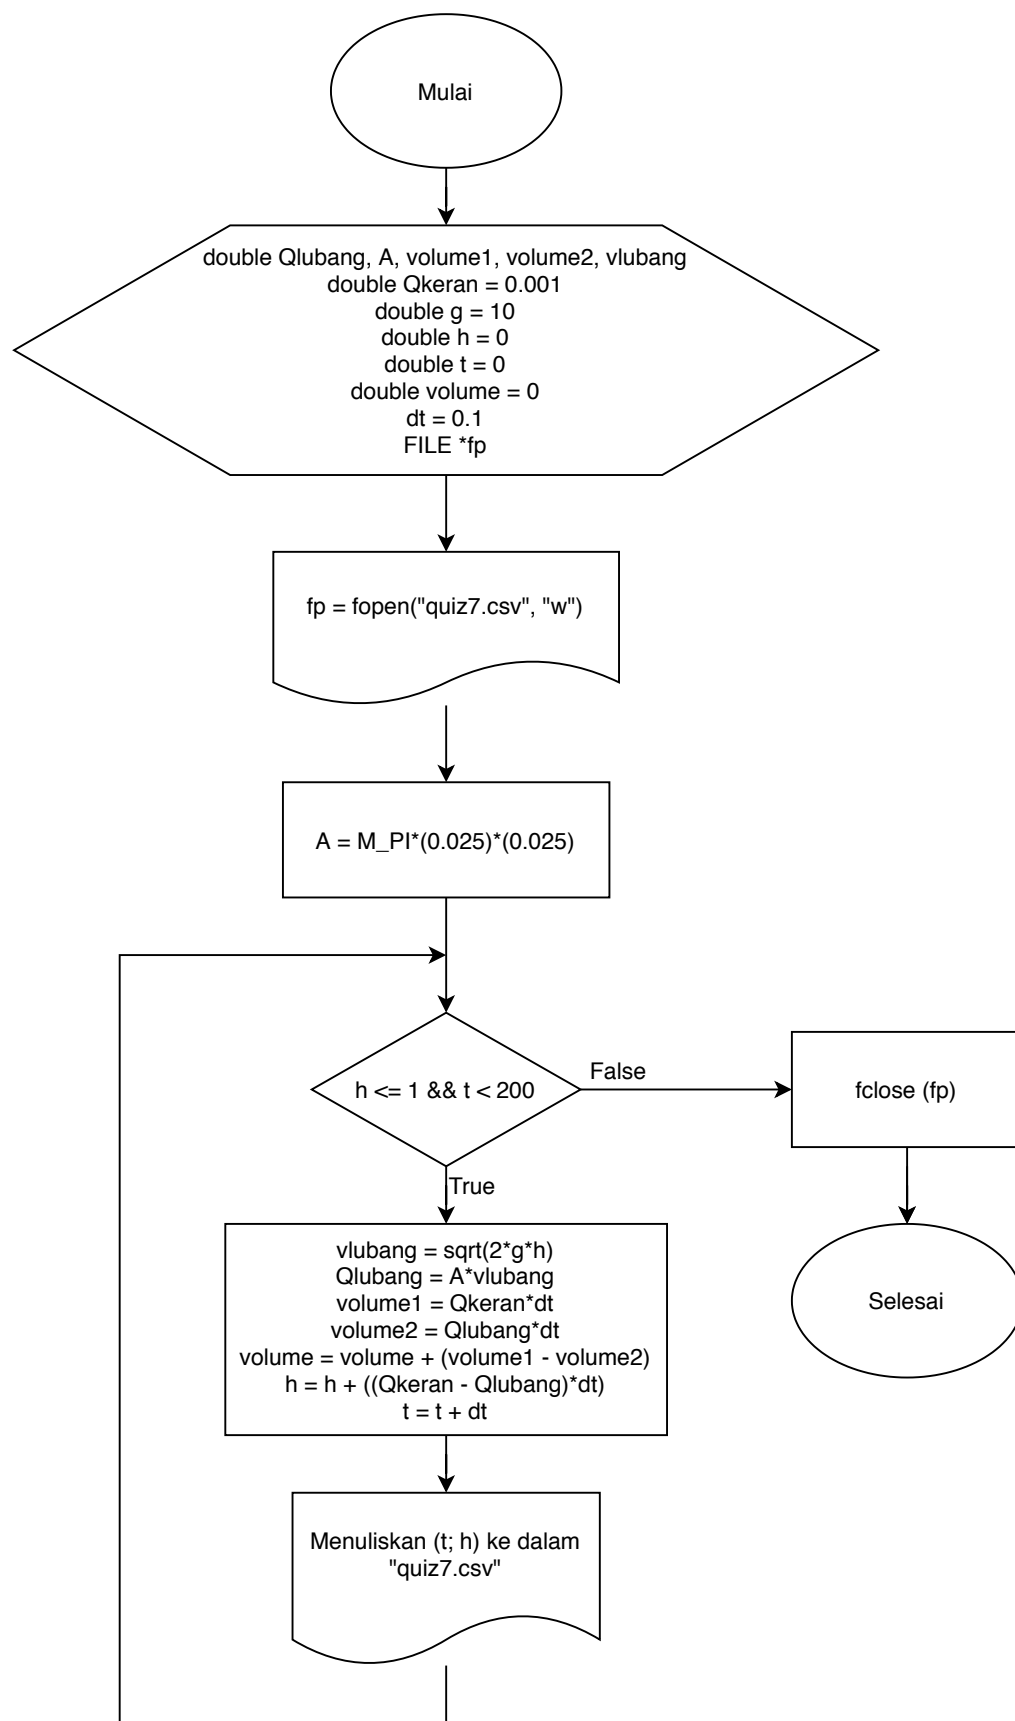 Mulai
double Qlubang, A, volume1, volume2, vlubang
double Qkeran = 0.001
double g = 10
double h = 0
double t = 0
double volume = 0
dt = 0.1
FILE *fp
fp = fopen("quiz7.csv", "w")
A = M_PI*(0.025)*(0.025)
h <= 1 && t < 200
False
fclose (fp)
True
vlubang = sqrt(2*g*h)
Qlubang = A*vlubang
volume1 = Qkeran*dt
volume2 = Qlubang*dt
volume = volume + (volume1 - volume2)
h = h + ((Qkeran - Qlubang)*dt)
t = t + dt
Selesai
Menuliskan (t; h) ke dalam
"quiz7.csv"